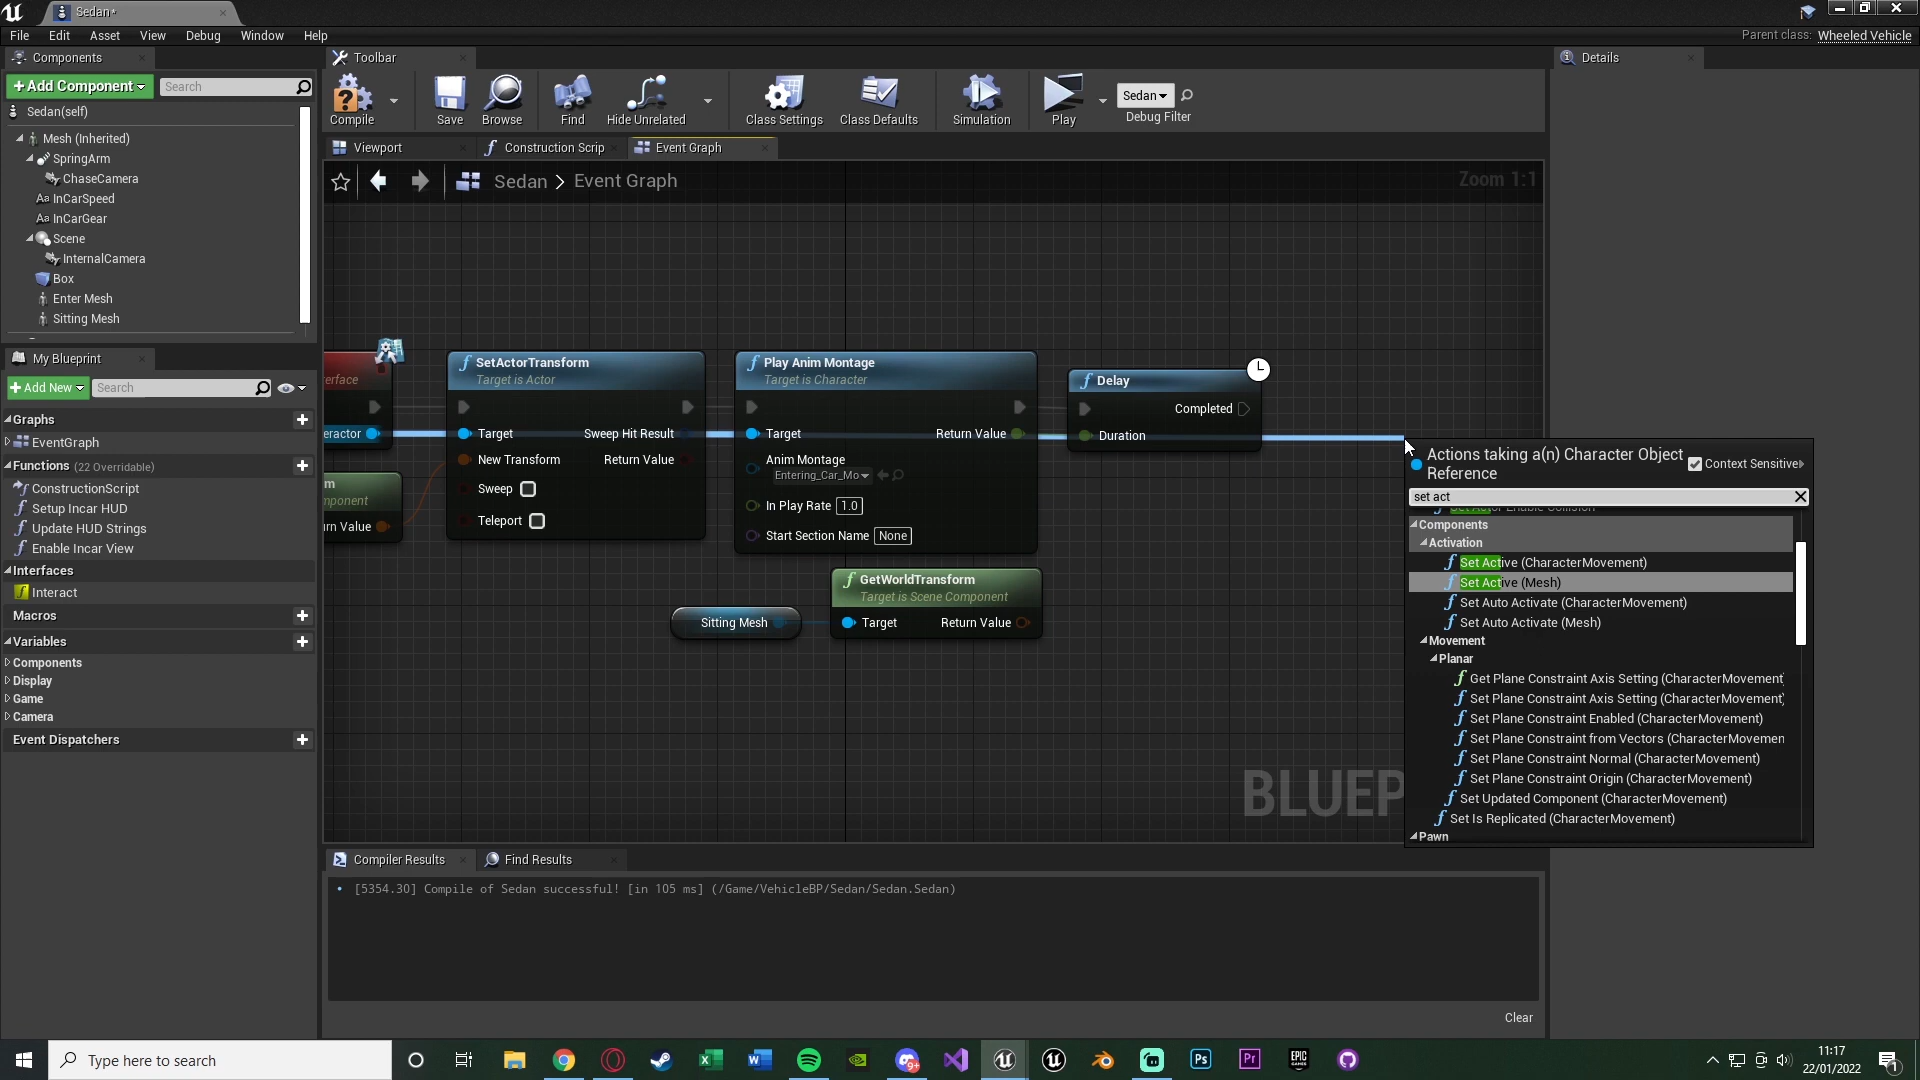 Sedan*
File Edit Asset View Debug Window Help
Parent class: Wheeled Vehicle
Components
+Add Component
Search
Sedan(self)
Mesh (Inherited)
SpringArm
ChaseCamera
InCarSpeed
InCarGear
Scene
InternalCamera
Box
Enter Mesh
Sitting Mesh
My Blueprint
+Add New
Search
Graphs
EventGraph
Functions (22 Overridable)
ConstructionScript
Setup Incar HUD
Update HUD Strings
Enable Incar View
Interfaces
Interact
Macros
Variables
Components
Display
Game
Camera
Event Dispatchers
Toolbar
Compile
Save
Browse
Find
Hide Unrelated
Class Settings
Class Defaults
Simulation
Play
Sedan
Debug Filter
Viewport
Construction Scrip
Event Graph
Sedan > Event Graph
Zoom 1:1
erface
eractor
m
mponent
urn Value
SetActorTransform
Target is Actor
Target
Sweep Hit Result
New Transform
Return Value
Sweep
Teleport
Play Anim Montage
Target is Character
Target
Return Value
Anim Montage
Entering_Car_Mo
In Play Rate 1.0
Start Section Name None
Delay
Completed
Duration
Sitting Mesh
GetWorldTransform
Target is Scene Component
Target
Return Value
BLUEP
Details
Actions taking a(n) Character Object
Reference
Context Sensitive
set act
Set Actor Enable Collision
Components
Activation
Set Active (CharacterMovement)
Set Active (Mesh)
Set Auto Activate (CharacterMovement)
Set Auto Activate (Mesh)
Movement
Planar
Get Plane Constraint Axis Setting (CharacterMovement
Set Plane Constraint Axis Setting (CharacterMovement
Set Plane Constraint Enabled (CharacterMovement)
Set Plane Constraint from Vectors (CharacterMovemen
Set Plane Constraint Normal (CharacterMovement)
Set Plane Constraint Origin (CharacterMovement)
Set Updated Component (CharacterMovement)
Set Is Replicated (CharacterMovement)
Pawn
Compiler Results
Find Results
[5354.30] Compile of Sedan successful! [in 105 ms] (/Game/VehicleBP/Sedan/Sedan.Sedan)
Clear
Type here to search
11:17
22/01/2022